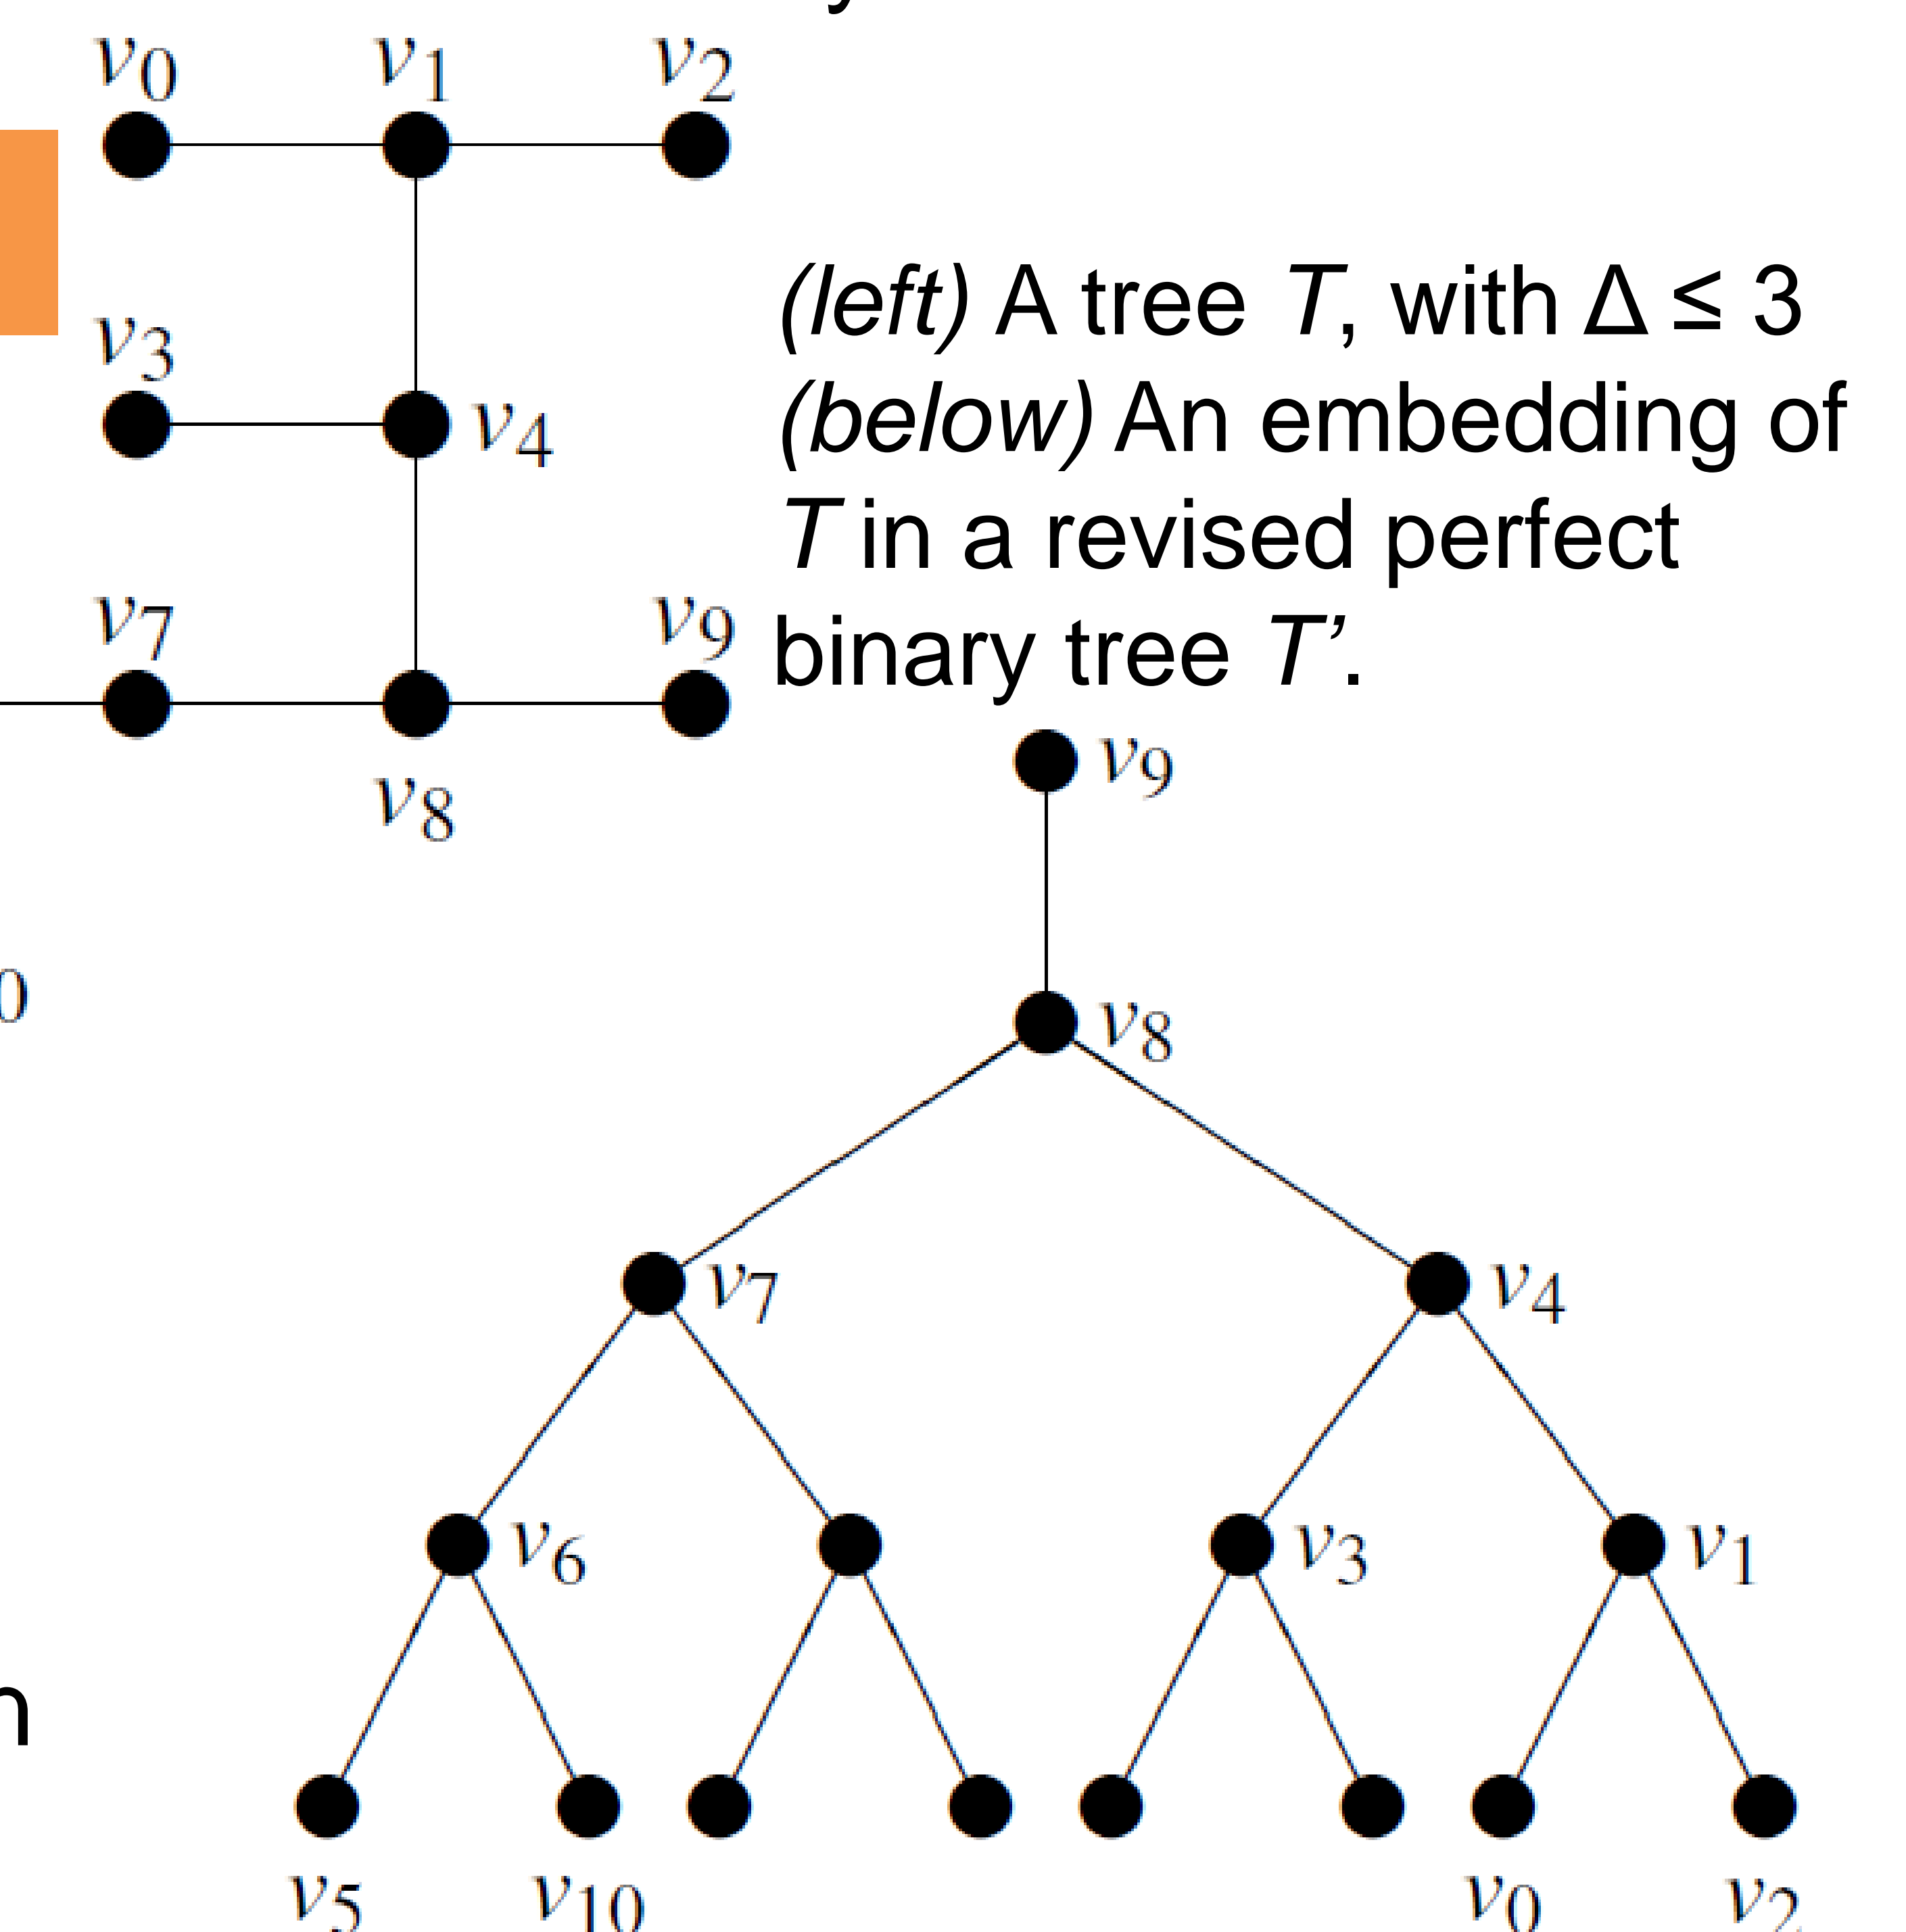 v0 v1 v2
(left) A tree T, with Δ ≤ 3
v3
v4
(below) An embedding of
T in a revised perfect
v7 v9
binary tree T’.
v8
v9
0
v8
v7 v4
v6 v3 v1
n
v5 v10 v0 v2